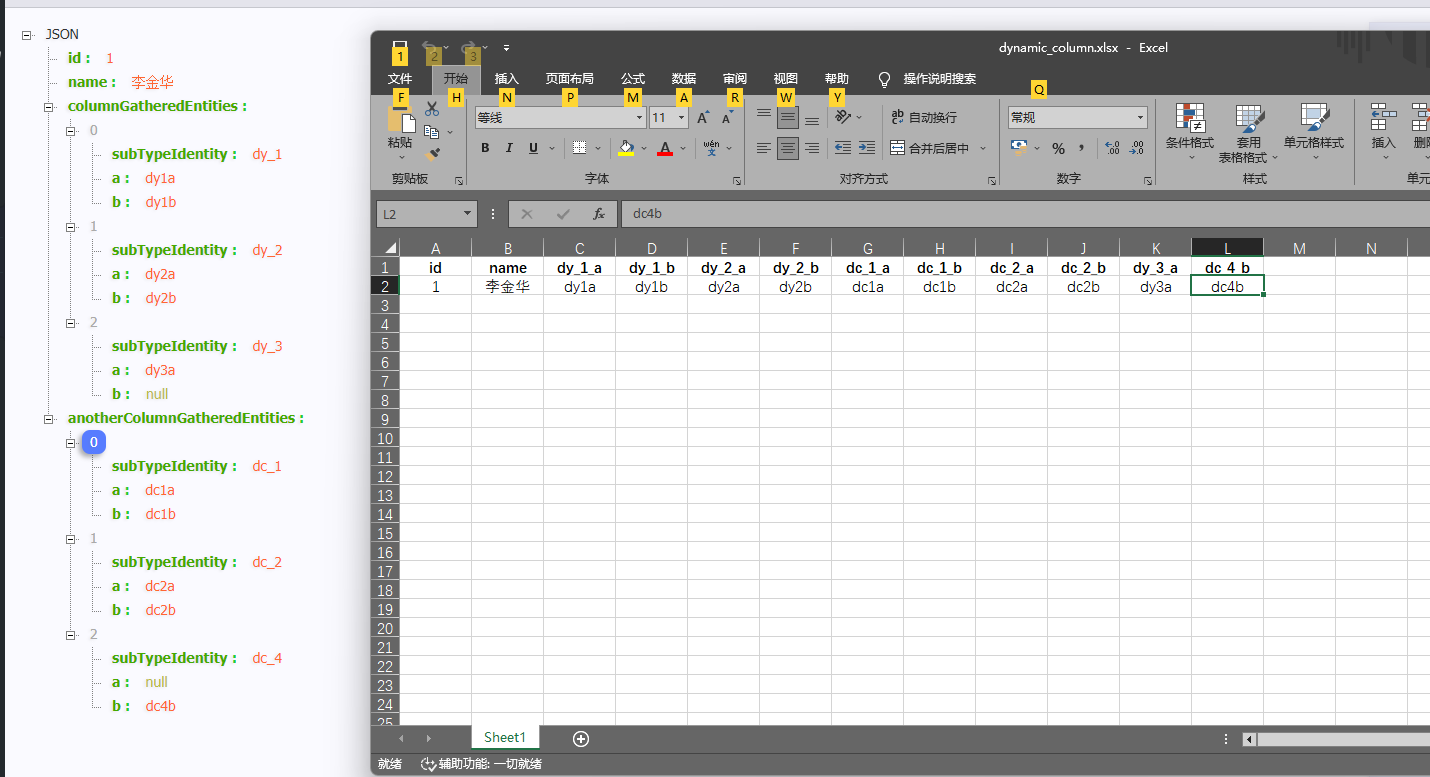 JSON
id : 1
name : 李金华
columnGatheredEntities :
0
subTypeIdentity : dy_1
a : dy1a
b : dy1b
1
subTypeIdentity : dy_2
a : dy2a
b : dy2b
2
subTypeIdentity : dy_3
a : dy3a
b : null
anotherColumnGatheredEntities :
0
subTypeIdentity : dc_1
a : dc1a
b : dc1b
1
subTypeIdentity : dc_2
a : dc2a
b : dc2b
2
subTypeIdentity : dc_4
a : null
b : dc4b
dynamic_column.xlsx - Excel
1 2 3
文件 开始 插入 页面布局 公式 数据 审阅 视图 帮助 操作说明搜索
F H N P M A R W Y Q
等线 11 自动换行 常规
粘贴 B I U A wén 文 合并后居中 % , 条件格式 套用 单元格样式 插入 删除
表格格式
剪贴板 字体 对齐方式 数字 样式 单元
L2 fx dc4b
A B C D E F G H I J K L M N
1 id name dy_1_a dy_1_b dy_2_a dy_2_b dc_1_a dc_1_b dc_2_a dc_2_b dy_3_a dc_4_b
2 1 李金华 dy1a dy1b dy2a dy2b dc1a dc1b dc2a dc2b dy3a dc4b
3
4
5
6
7
8
9
10
11
12
13
14
15
16
17
18
19
20
21
22
23
24
25
Sheet1
就绪 辅助功能: 一切就绪